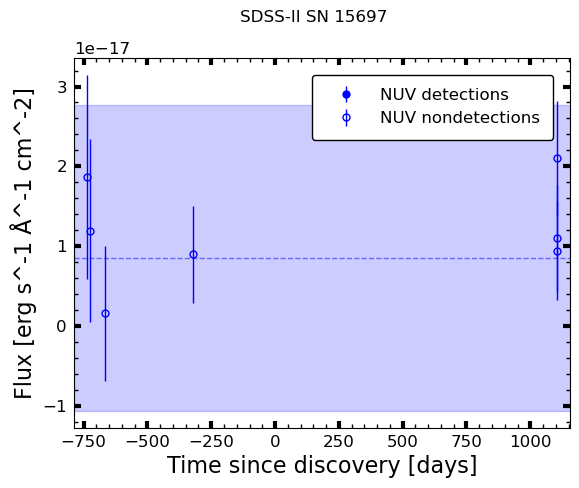 SDSS-II SN 15697
1e−17
NUV detections
NUV nondetections
3
2
1
0
−1
Flux [erg s^-1 Å^-1 cm^-2]
−750 −500 −250 0 250 500 750 1000
Time since discovery [days]